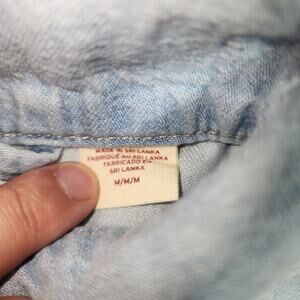 MADE IN SRI LANKA
FABRIQUÉ AU SRI LANKA
FABRICADO EN
SRI LANKA
M/M/M